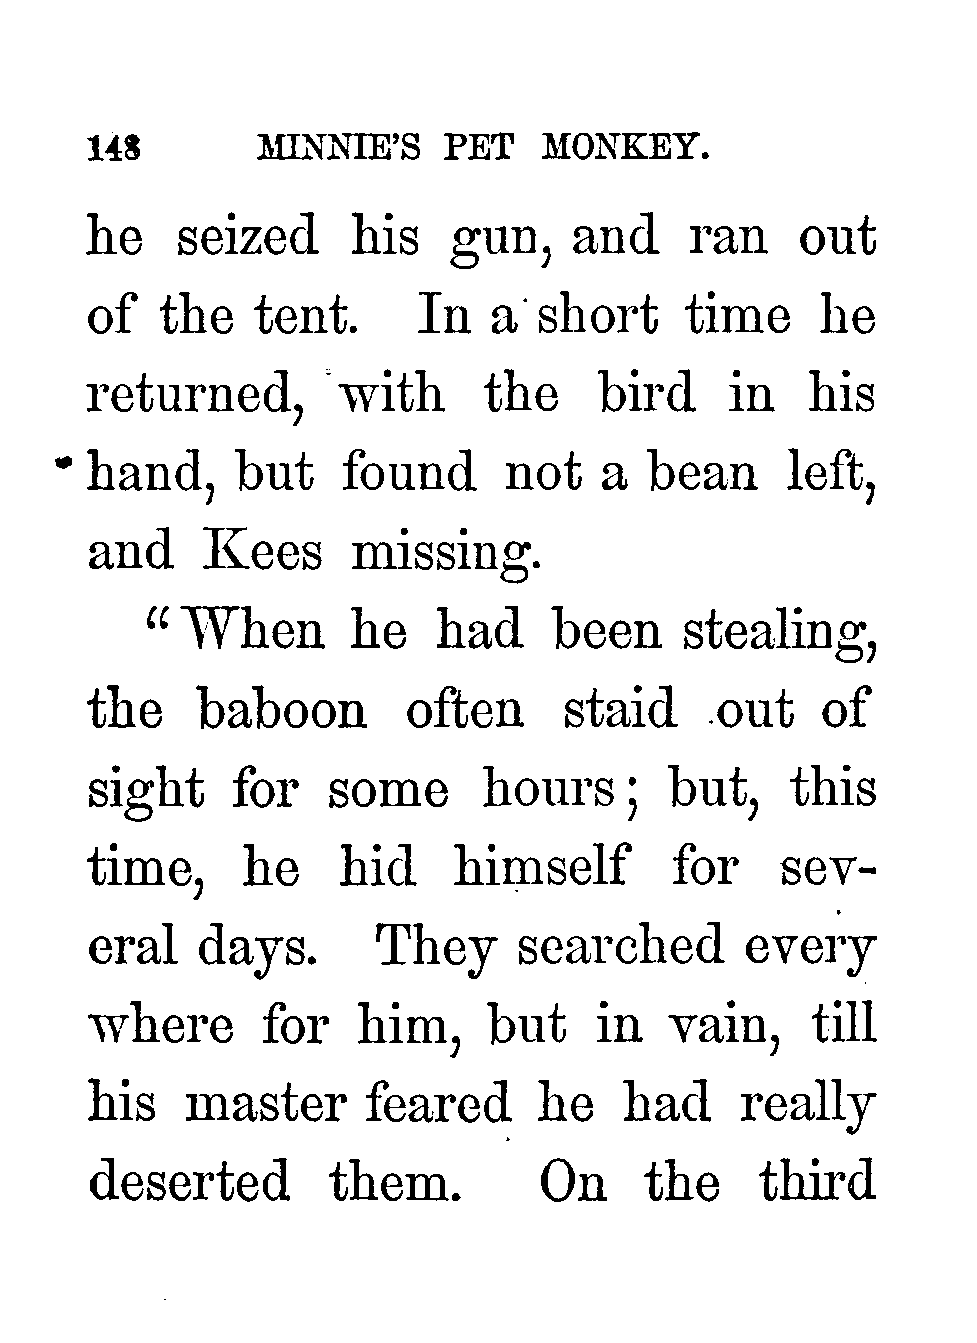 148 MINNIE'S PET MONKEY.
he seized his gun, and ran out
of the tent. In a short time he
returned, with the bird in his
hand, but found not a bean left,
and Kees missing.
“When he had been stealing,
the baboon often staid out of
sight for some hours; but, this
time, he hid himself for sev-
eral days. They searched every
where for him, but in vain, till
his master feared he had really
deserted them. On the third